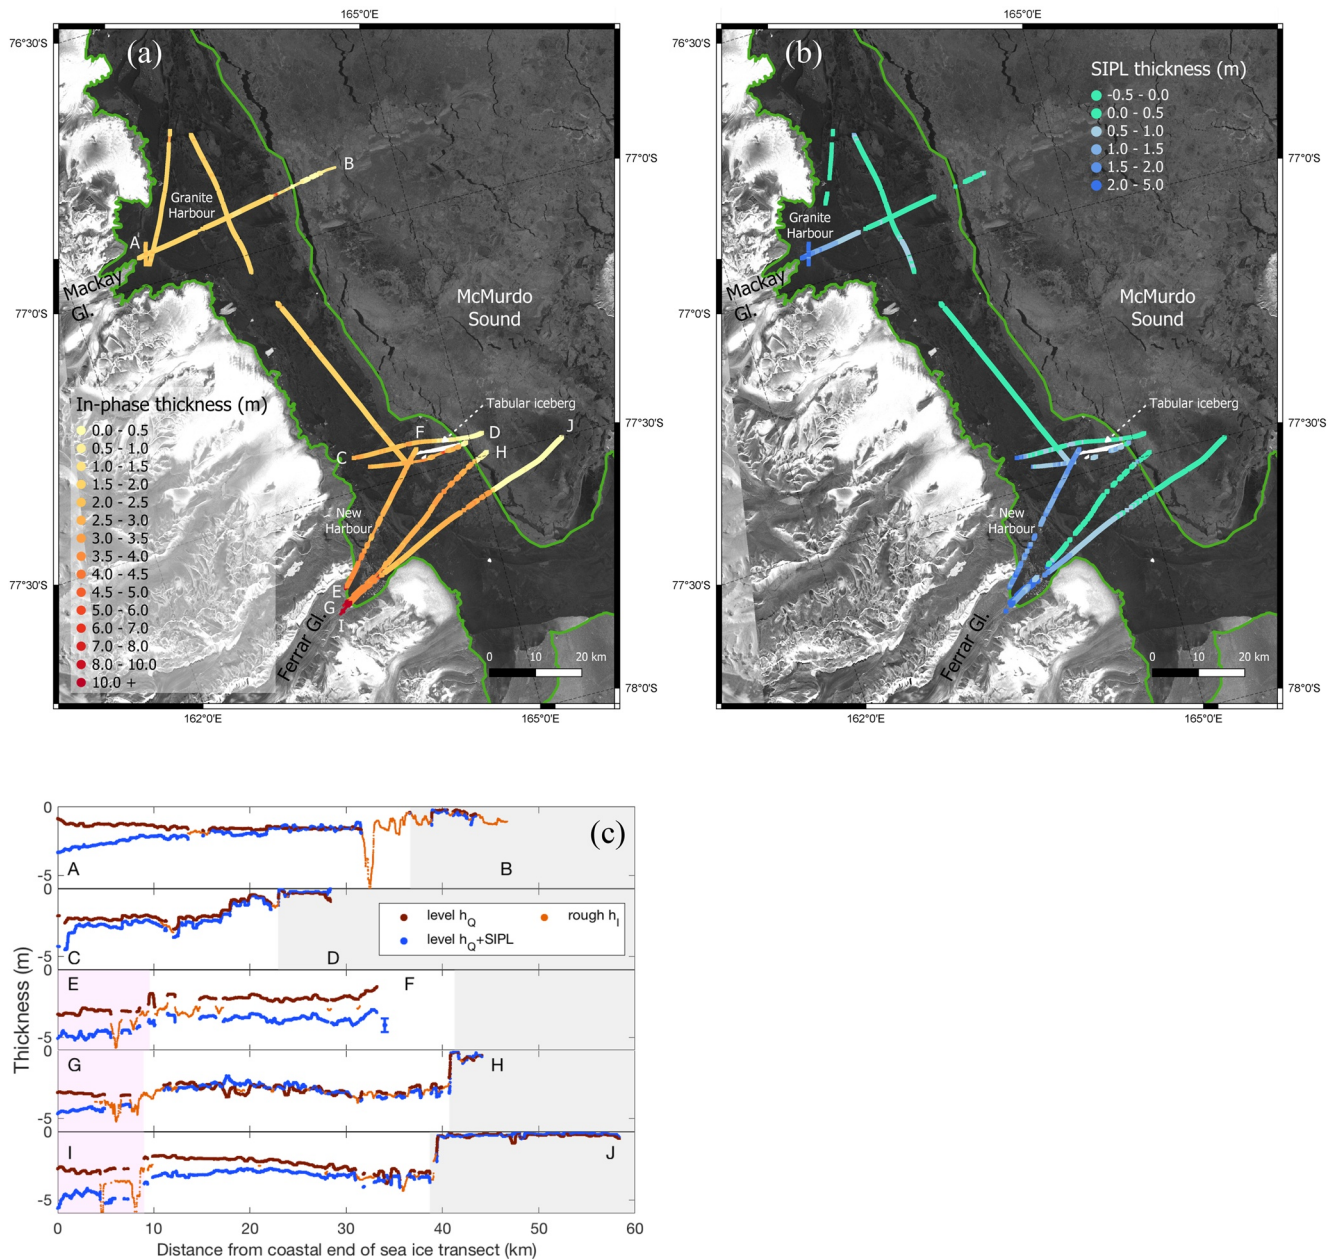 165°0'E
165°0'E
76°30'S
(a)
76°30'S
(b)
SIPL thickness (m)
-0.5 - 0.0
0.0 - 0.5
0.5 - 1.0
1.0 - 1.5
1.5 - 2.0
2.0 - 5.0
77°0'S
77°0'S
B
Granite
Harbour
A
Mackay
Gl.
McMurdo
Sound
Granite
Harbour
Mackay
Gl.
McMurdo
Sound
77°0'S
77°0'S
In-phase thickness (m)
0.0 - 0.5
0.5 - 1.0
1.0 - 1.5
1.5 - 2.0
2.0 - 2.5
2.5 - 3.0
3.0 - 3.5
3.5 - 4.0
4.0 - 4.5
4.5 - 5.0
5.0 - 6.0
6.0 - 7.0
7.0 - 8.0
8.0 - 10.0
10.0 +
Tabular iceberg
F
D
J
C
H
New
Harbour
E
G
I
Ferrar Gl.
Tabular iceberg
New
Harbour
Ferrar Gl.
77°30'S
77°30'S
77°30'S
77°30'S
0 10 20 km
0 10 20 km
78°0'S
78°0'S
162°0'E
165°0'E
162°0'E
165°0'E
0
(c)
A
B
-5
0
level hQ
rough hI
level hQ+SIPL
C
D
-5
0
E
F
-5
0
G
H
-5
0
I
J
-5
Thickness (m)
0 10 20 30 40 50 60
Distance from coastal end of sea ice transect (km)